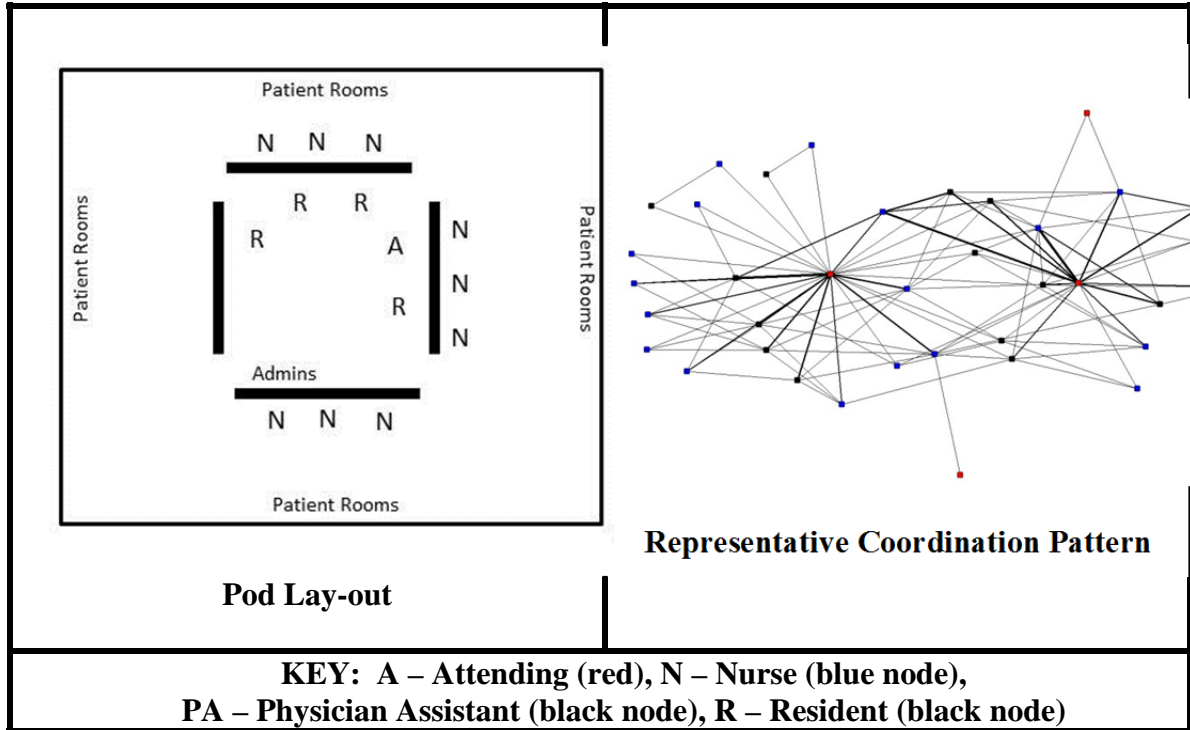 Patient Rooms
N N N
R R
Patient Rooms
R
A
N
Patient Rooms
N
R
N
Admins
N N N
Patient Rooms
Pod Lay-out
Representative Coordination Pattern
KEY: A – Attending (red), N – Nurse (blue node),
PA – Physician Assistant (black node), R – Resident (black node)